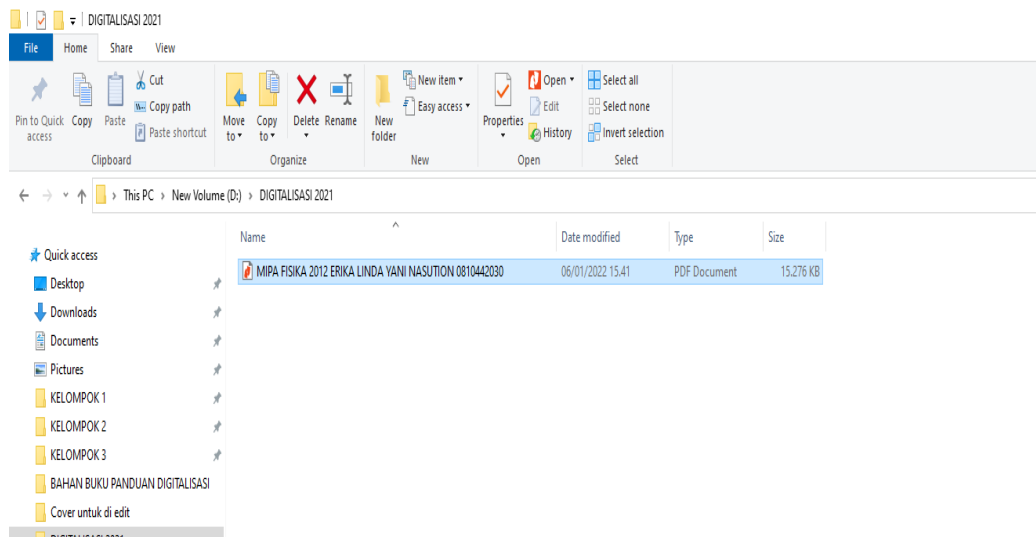 DIGITALISASI 2021
File Home Share View
Pin to Quick access
Copy
Paste
Cut
Copy path
Paste shortcut
Clipboard
Move to
Copy to
Delete
Rename
Organize
New folder
New item
Easy access
New
Properties
Open
Edit
History
Open
Select all
Select none
Invert selection
Select
This PC > New Volume (D:) > DIGITALISASI 2021
Name Date modified Type Size
MIPA FISIKA 2012 ERIKA LINDA YANI NASUTION 0810442030 06/01/2022 15.41 PDF Document 15.276 KB
Quick access
Desktop
Downloads
Documents
Pictures
KELOMPOK 1
KELOMPOK 2
KELOMPOK 3
BAHAN BUKU PANDUAN DIGITALISASI
Cover untuk di edit
DIGITALISASI 2021